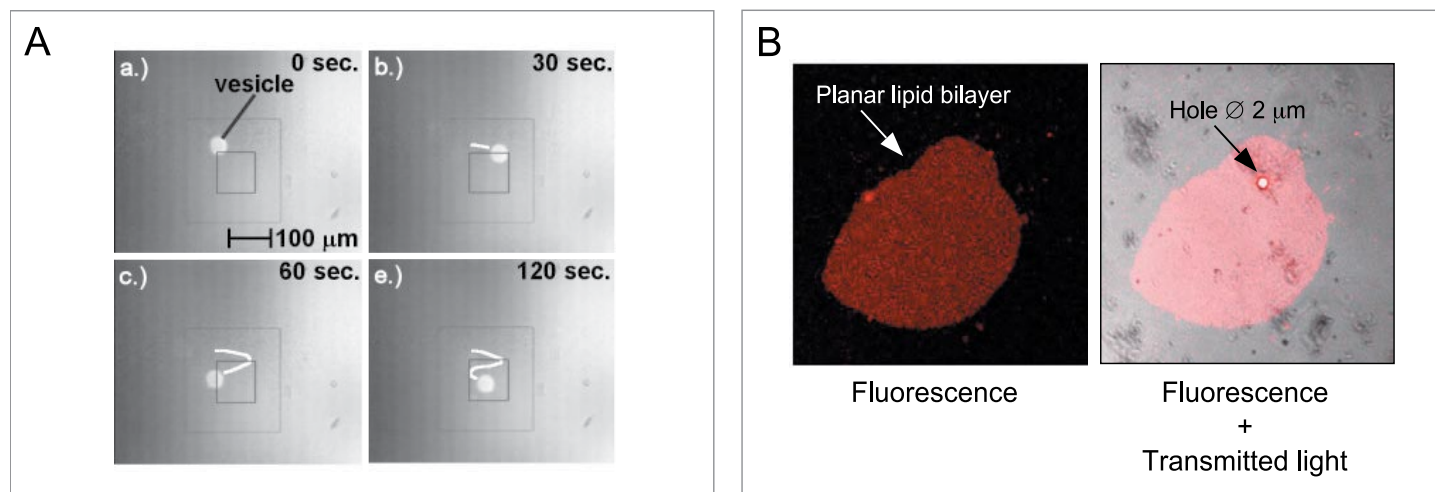 A
a.)
0 sec.
vesicle
100 μm
b.)
30 sec.
c.)
60 sec.
e.)
120 sec.
B
Planar lipid bilayer
Fluorescence
Hole ∅ 2 μm
Fluorescence
+
Transmitted light